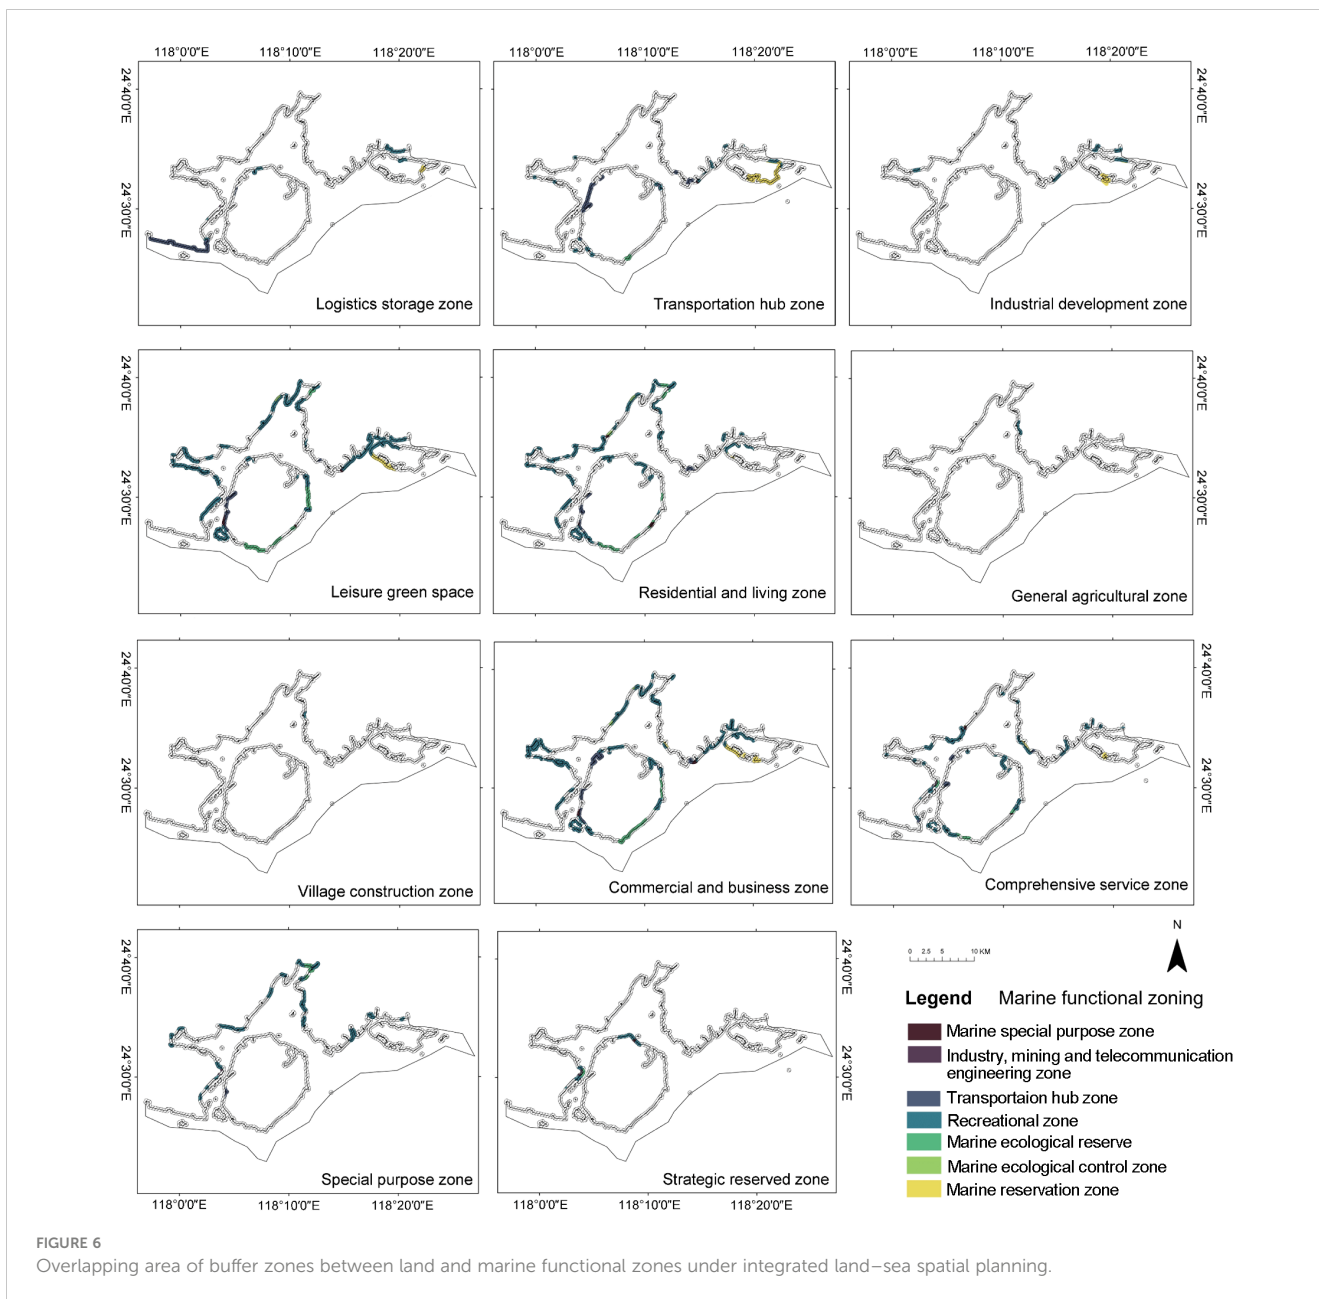 118°0'0"E 118°10'0"E 118°20'0"E 118°0'0"E 118°10'0"E 118°20'0"E 118°0'0"E 118°10'0"E 118°20'0"E
24°40'0"E
24°30'0"E
24°40'0"E
24°30'0"E
Logistics storage zone
Transportation hub zone
Industrial development zone
24°40'0"E
24°30'0"E
24°40'0"E
24°30'0"E
Leisure green space
Residential and living zone
General agricultural zone
24°40'0"E
24°30'0"E
24°40'0"E
24°30'0"E
Village construction zone
Commercial and business zone
Comprehensive service zone
24°40'0"E
24°30'0"E
24°40'0"E
24°30'0"E
Special purpose zone
Strategic reserved zone
118°0'0"E 118°10'0"E 118°20'0"E 118°0'0"E 118°10'0"E 118°20'0"E
N
0 2.5 5 10 KM
Legend Marine functional zoning
Marine special purpose zone
Industry, mining and telecommunication
engineering zone
Transportaion hub zone
Recreational zone
Marine ecological reserve
Marine ecological control zone
Marine reservation zone
FIGURE 6
Overlapping area of buffer zones between land and marine functional zones under integrated land–sea spatial planning.